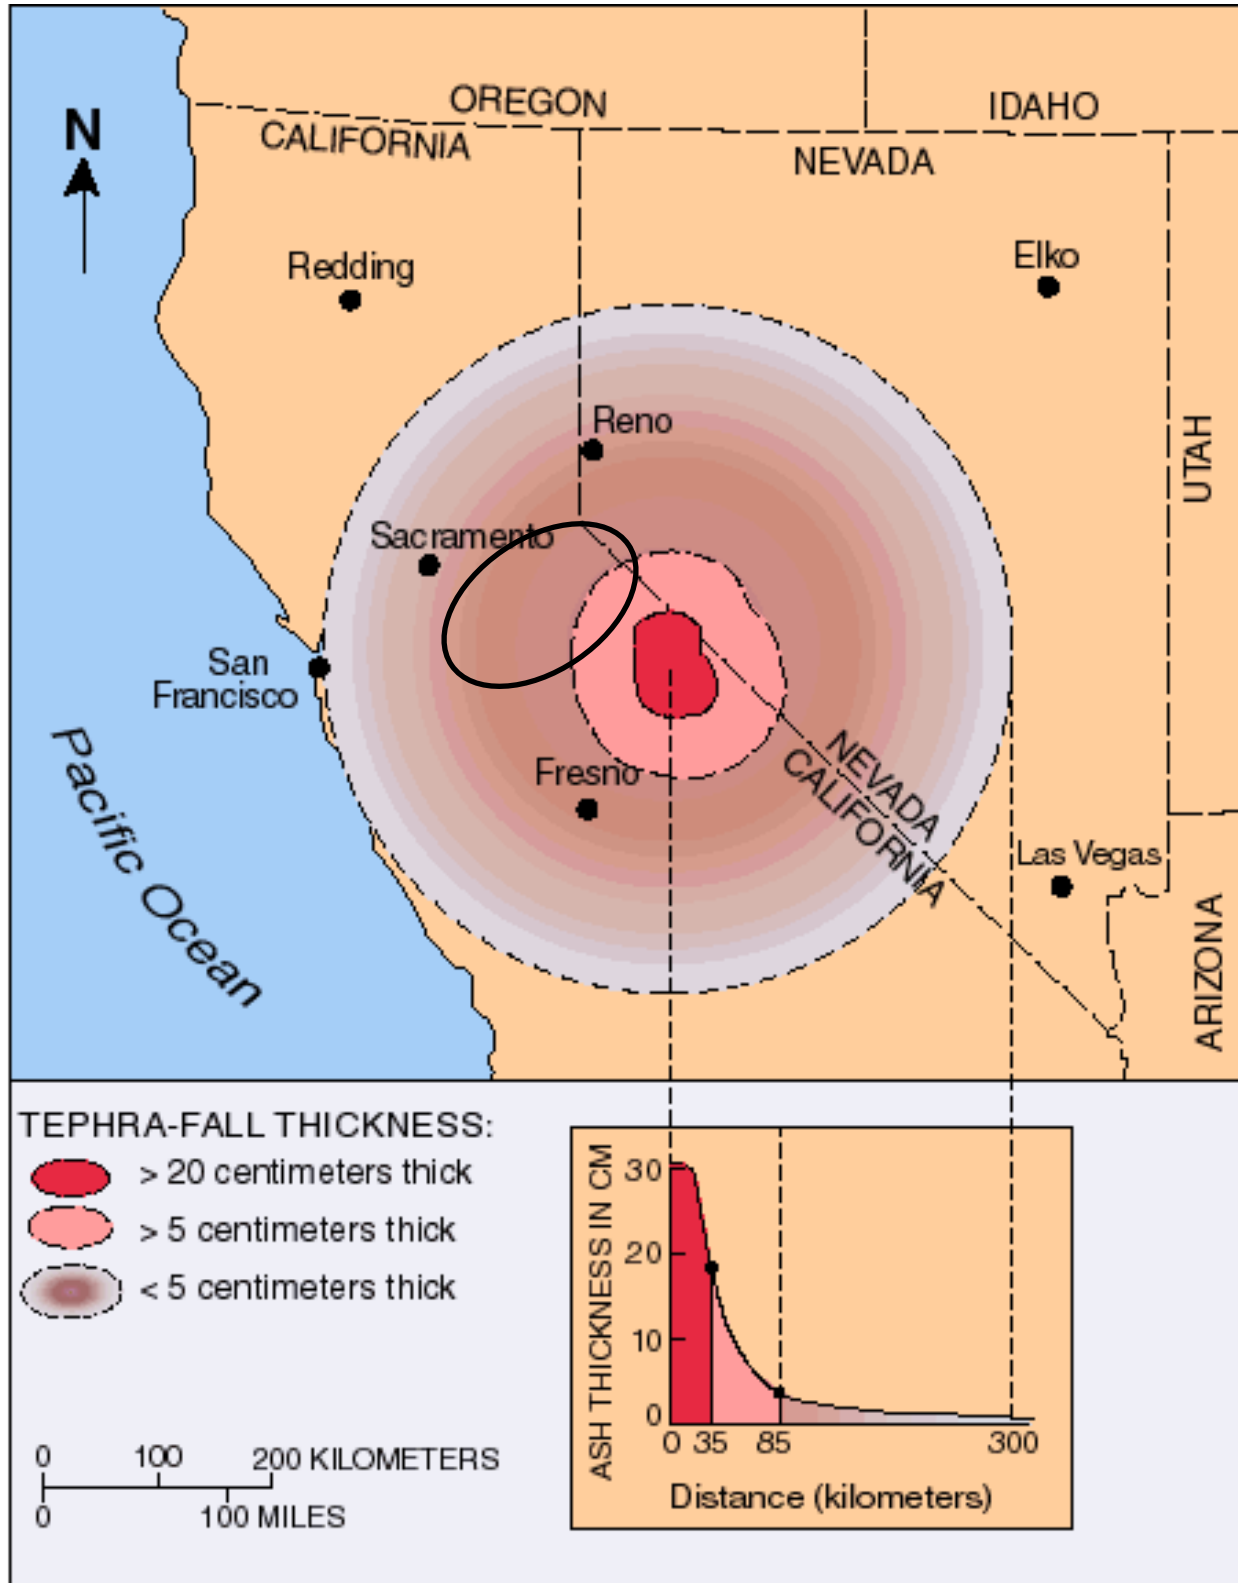 OREGON
IDAHO
N
CALIFORNIA
NEVADA
Redding
Elko
Reno
UTAH
Sacramento
San
Francisco
Pacific Ocean
Fresno
NEVADA
CALIFORNIA
Las Vegas
ARIZONA
TEPHRA-FALL THICKNESS:
> 20 centimeters thick
> 5 centimeters thick
< 5 centimeters thick
0 100 200 KILOMETERS
0 100 MILES
ASH THICKNESS IN CM
30
20
10
0
0 35 85 300
Distance (kilometers)